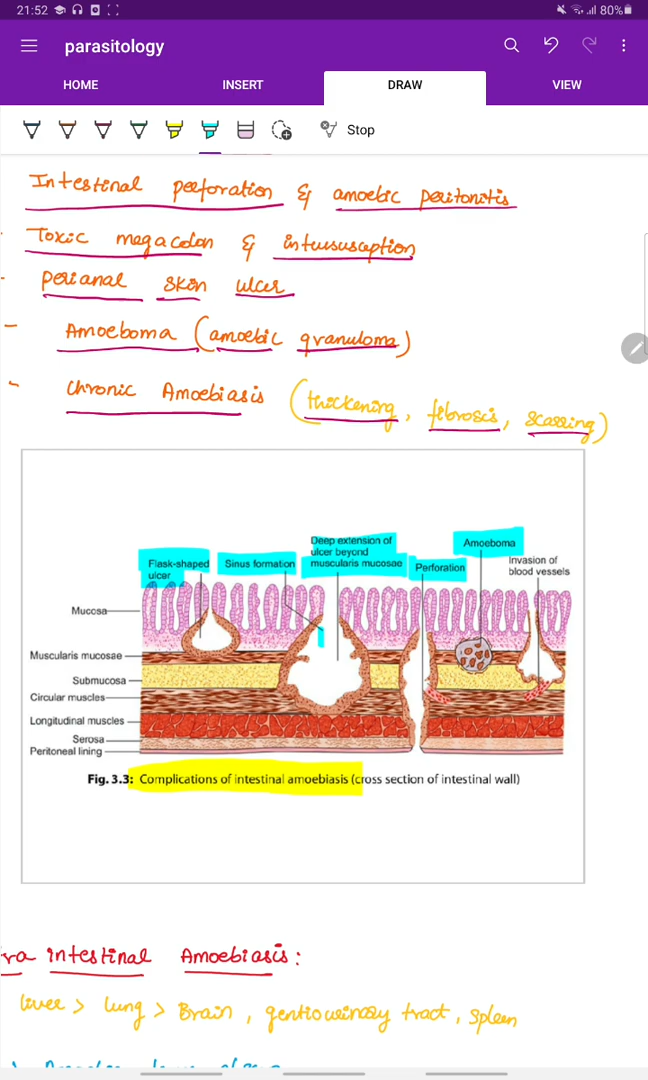 21:52
80%
parasitology
HOME INSERT DRAW VIEW
Stop
Intestinal perforation & amoebic peritonitis
Toxic megacolon & intususception
- perianal skin ulcer
- Amoeboma (amoebic granuloma)
- Chronic Amoebiasis (thickening, fibrosis, scarring)
Flask-shaped
ulcer
Sinus formation
Deep extension of
ulcer beyond
muscularis mucosae
Perforation
Amoeboma
Invasion of
blood vessels
Mucosa
Muscularis mucosae
Submucosa
Circular muscles
Longitudinal muscles
Serosa
Peritoneal lining
Fig. 3.3: Complications of intestinal amoebiasis (cross section of intestinal wall)
ra intestinal Amoebiasis:
liver > lung > Brain, gentiourinary tract, spleen